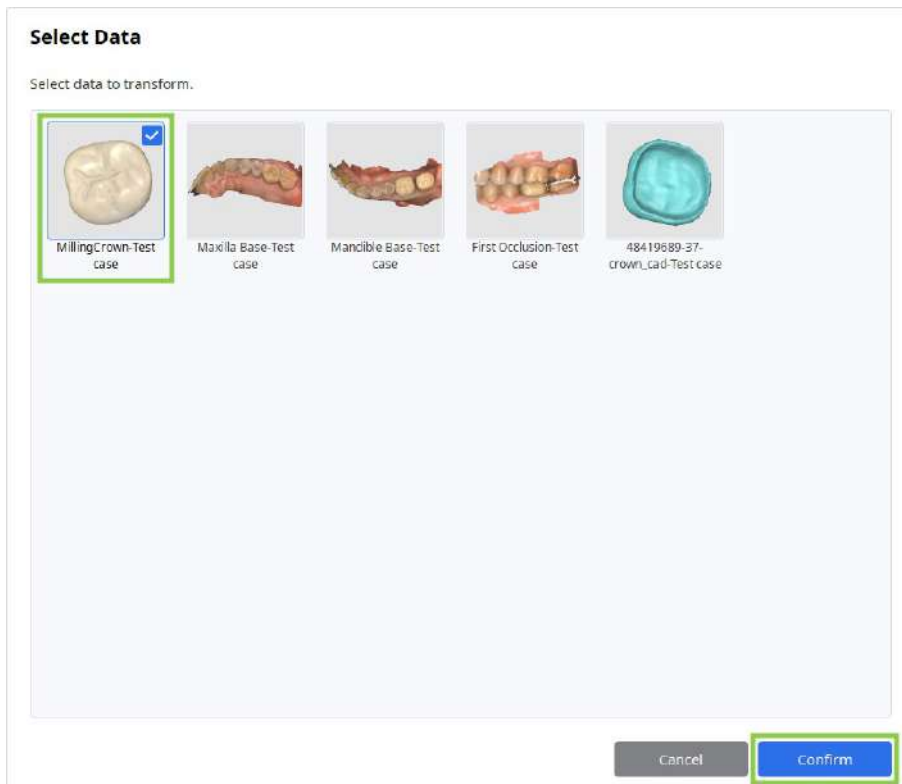 Select Data
Select data to transform.
MillingCrown-Test
case
Maxilla Base-Test
case
Mandible Base-Test
case
First Occlusion-Test
case
48419689-37-
crown_cad-Test case
Cancel
Confirm